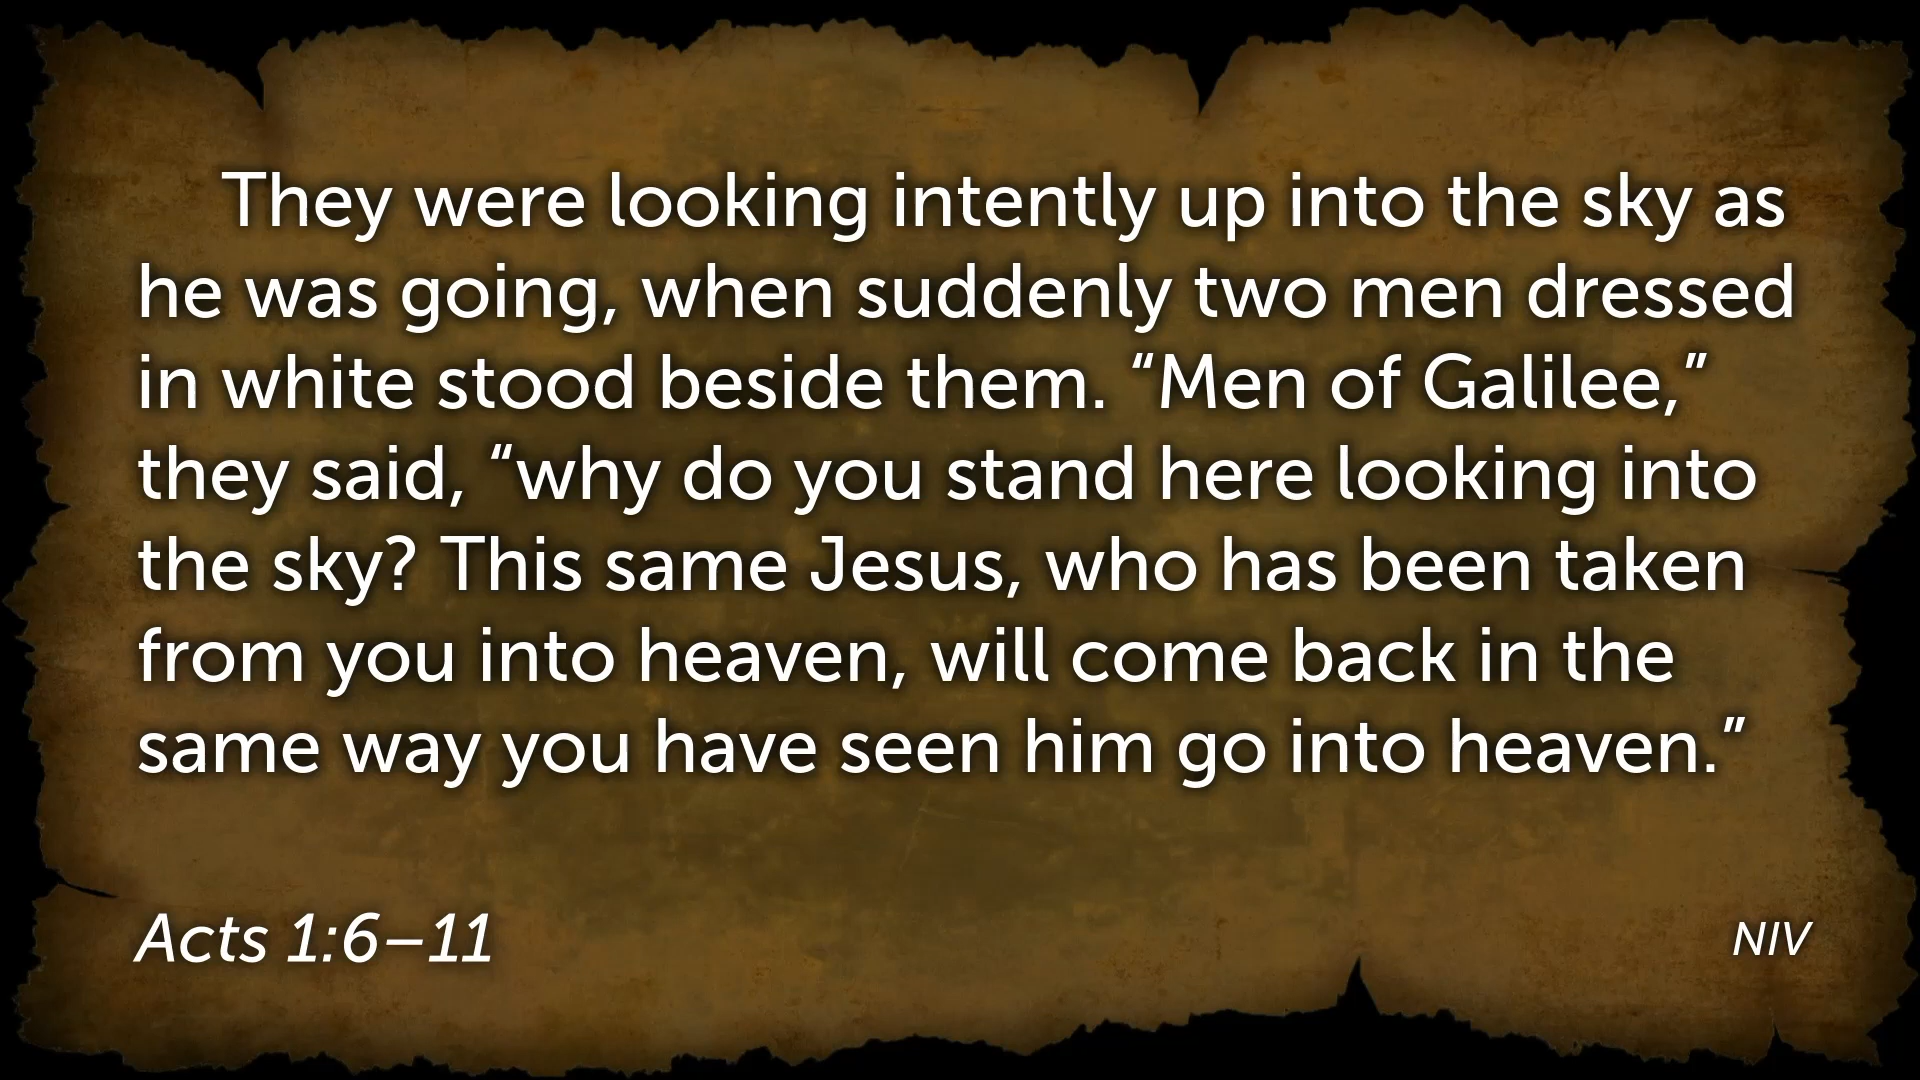 They were looking intently up into the sky as
he was going, when suddenly two men dressed
in white stood beside them. “Men of Galilee,”
they said, “why do you stand here looking into
the sky? This same Jesus, who has been taken
from you into heaven, will come back in the
same way you have seen him go into heaven.”
Acts 1:6–11
NIV